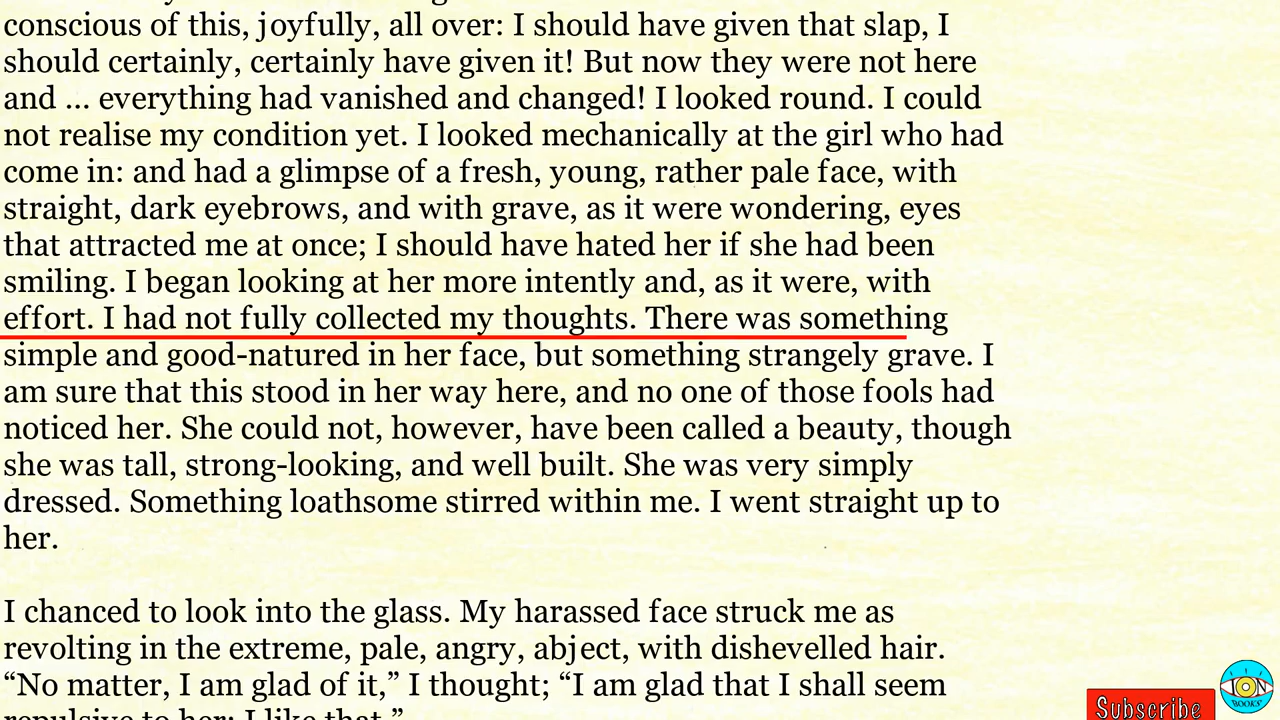 conscious of this, joyfully, all over: I should have given that slap, I
should certainly, certainly have given it! But now they were not here
and ... everything had vanished and changed! I looked round. I could
not realise my condition yet. I looked mechanically at the girl who had
come in: and had a glimpse of a fresh, young, rather pale face, with
straight, dark eyebrows, and with grave, as it were wondering, eyes
that attracted me at once; I should have hated her if she had been
smiling. I began looking at her more intently and, as it were, with
effort. I had not fully collected my thoughts. There was something
simple and good-natured in her face, but something strangely grave. I
am sure that this stood in her way here, and no one of those fools had
noticed her. She could not, however, have been called a beauty, though
she was tall, strong-looking, and well built. She was very simply
dressed. Something loathsome stirred within me. I went straight up to
her.
I chanced to look into the glass. My harassed face struck me as
revolting in the extreme, pale, angry, abject, with dishevelled hair.
“No matter, I am glad of it,” I thought; “I am glad that I shall seem
repulsive to her; I like that.”
Subscribe
ION
BOOKS